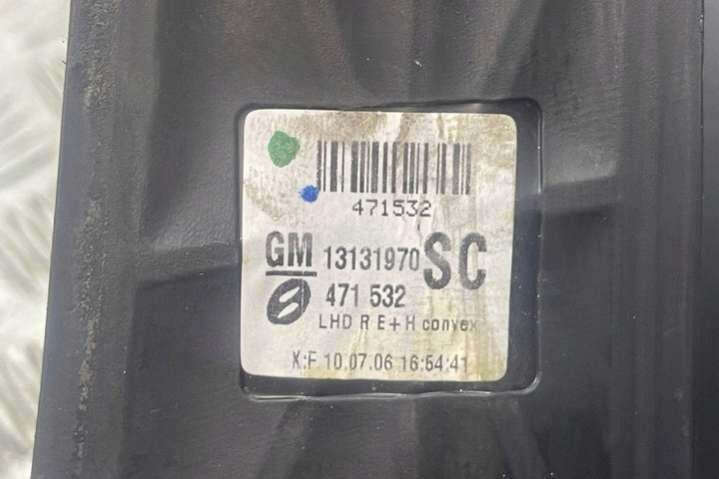 471532
GM 13131970 SC
471 532
LHD R E+H convex
K:F 10.07.06 16:54:41